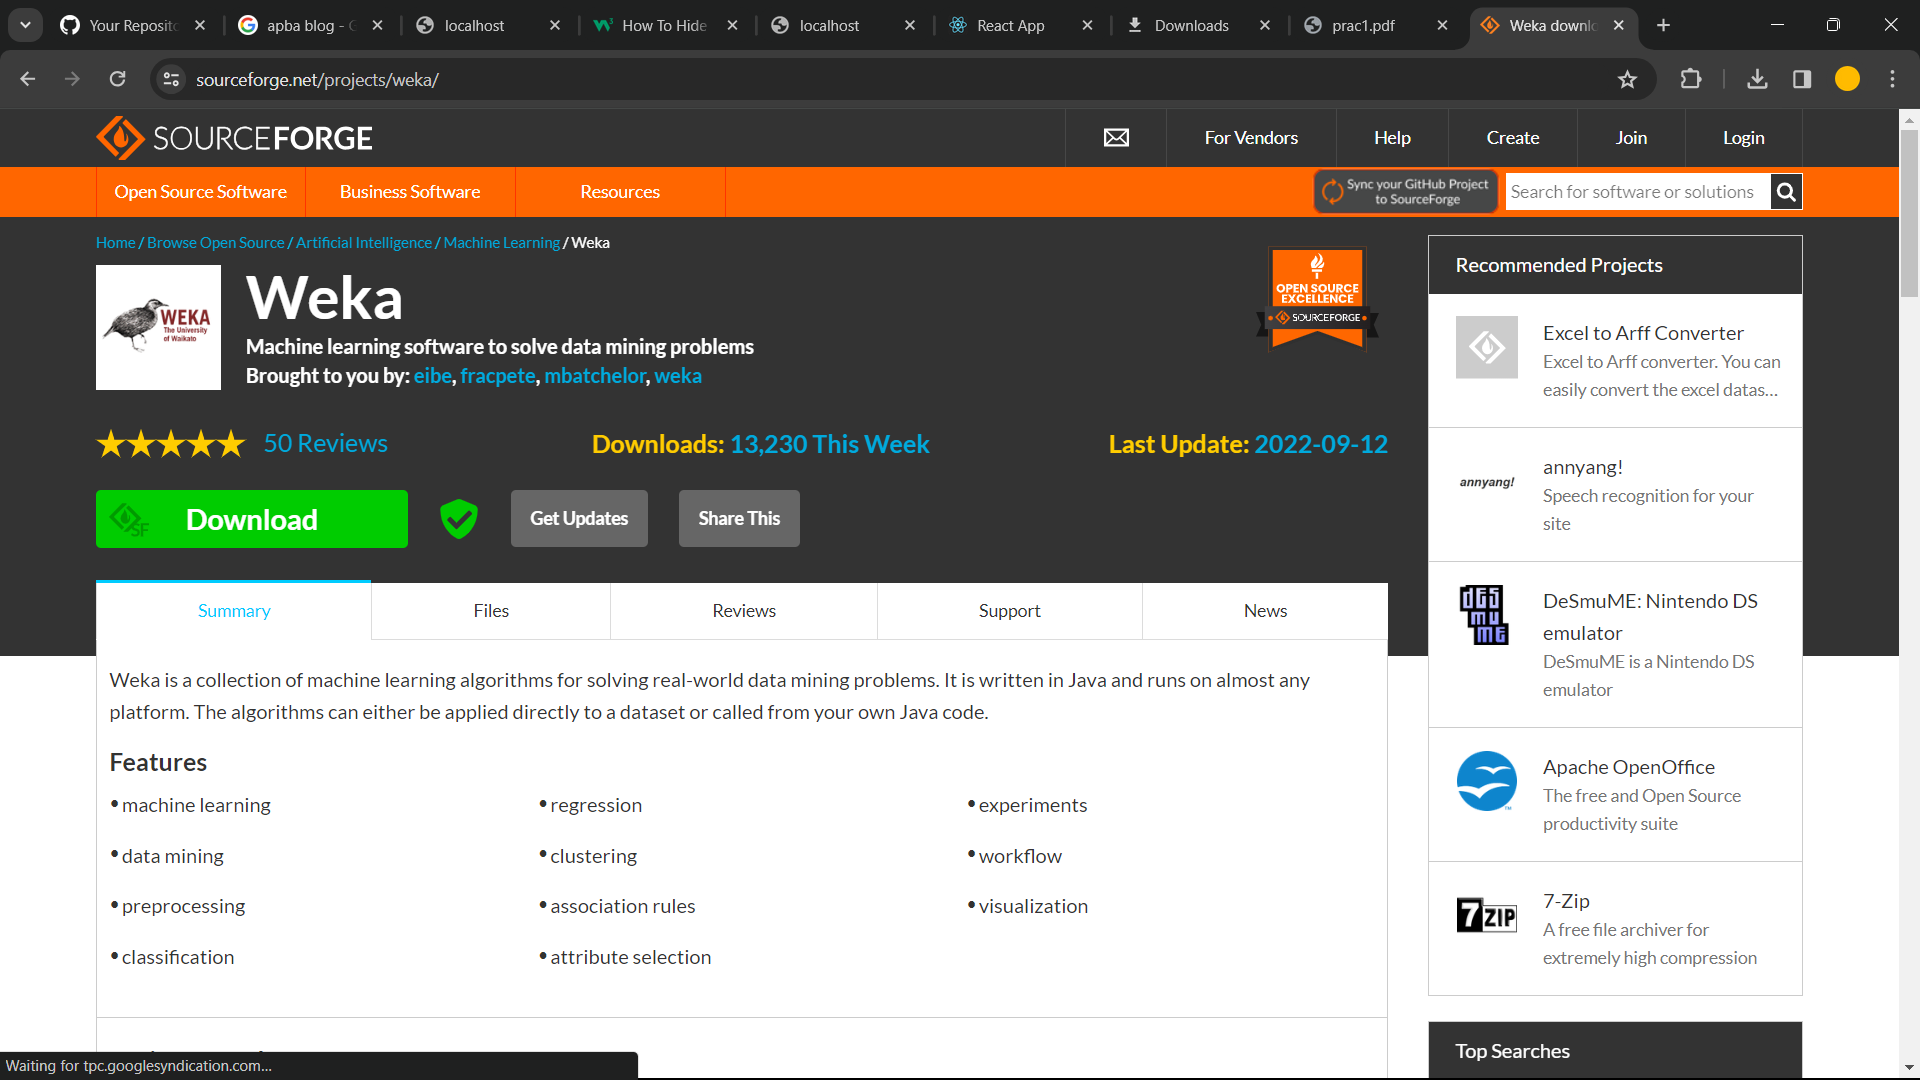 Your Reposito
apba blog - G
localhost
How To Hide
localhost
React App
Downloads
prac1.pdf
Weka downlo
sourceforge.net/projects/weka/
SOURCEFORGE
For Vendors
Help
Create
Join
Login
Open Source Software
Business Software
Resources
Sync your GitHub Project
to SourceForge
Search for software or solutions
Home / Browse Open Source / Artificial Intelligence / Machine Learning / Weka
WEKA
The University
of Waikato
Weka
Machine learning software to solve data mining problems
Brought to you by: eibe, fracpete, mbatchelor, weka
OPEN SOURCE
EXCELLENCE
SOURCEFORGE
50 Reviews
Downloads: 13,230 This Week
Last Update: 2022-09-12
SF
Download
Get Updates
Share This
Summary
Files
Reviews
Support
News
Weka is a collection of machine learning algorithms for solving real-world data mining problems. It is written in Java and runs on almost any
platform. The algorithms can either be applied directly to a dataset or called from your own Java code.
Features
• machine learning
• regression
• experiments
• data mining
• clustering
• workflow
• preprocessing
• association rules
• visualization
• classification
• attribute selection
Recommended Projects
Excel to Arff Converter
Excel to Arff converter. You can
easily convert the excel datas...
annyang!
annyang!
Speech recognition for your
site
DESMUME
DeSmuME: Nintendo DS
emulator
DeSmuME is a Nintendo DS
emulator
Apache OpenOffice
The free and Open Source
productivity suite
7ZIP
7-Zip
A free file archiver for
extremely high compression
Top Searches
Waiting for tpc.googlesyndication.com...